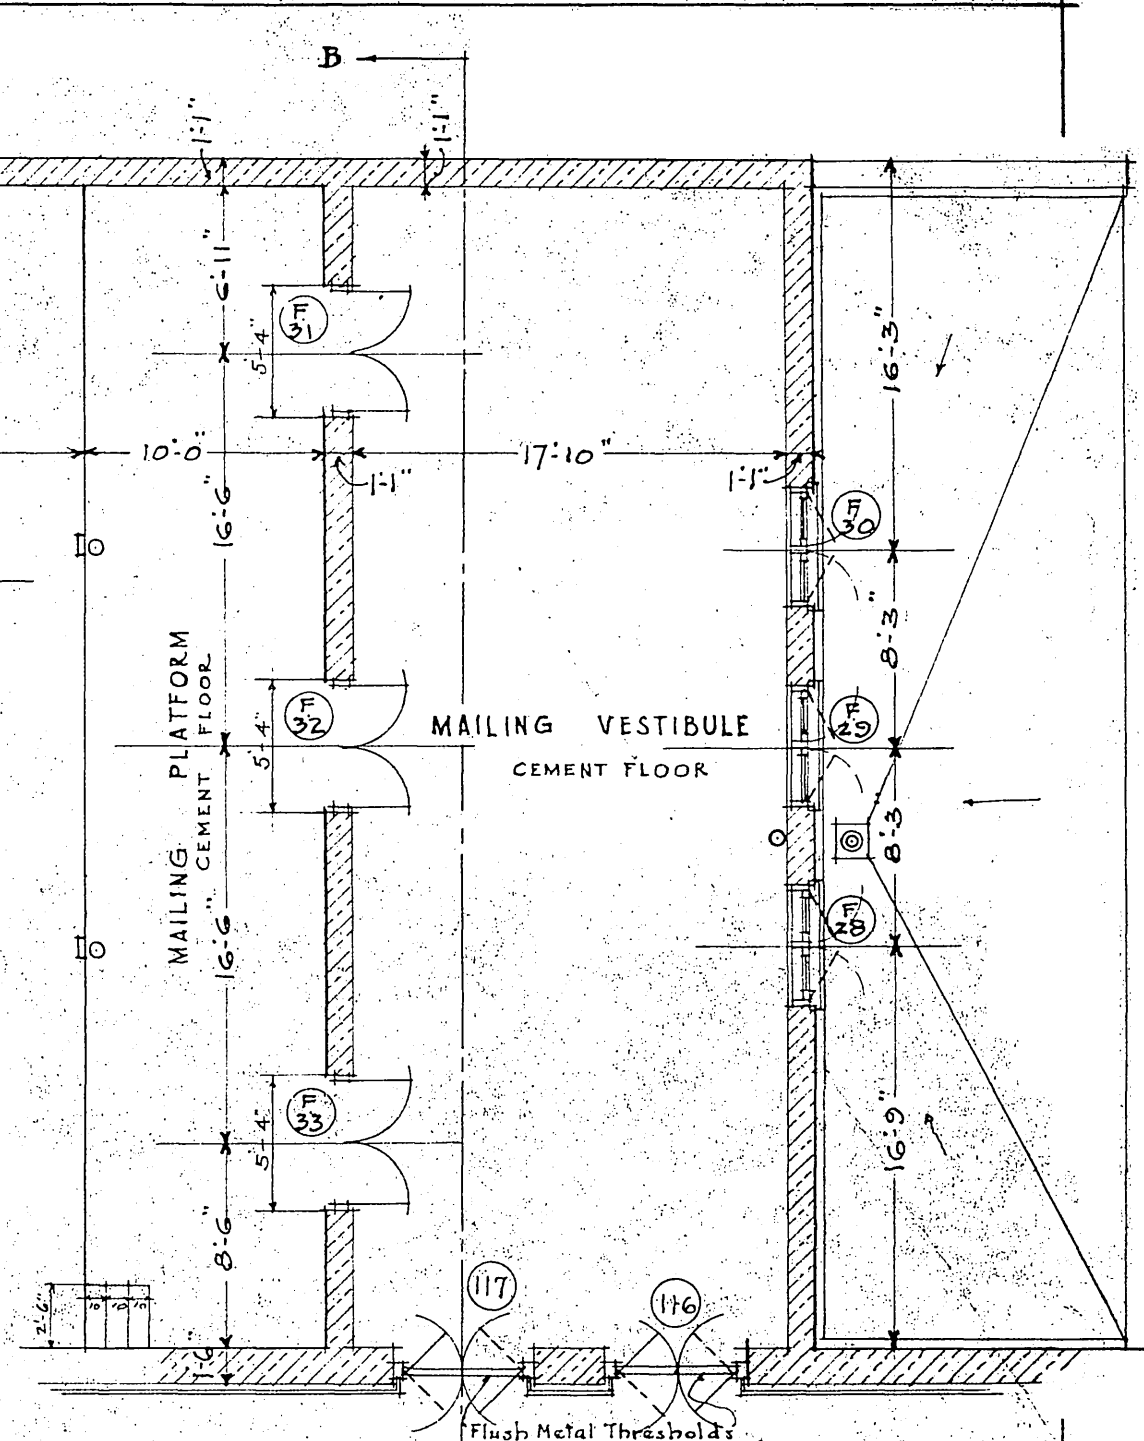 B
1'-1"
1'-1"
6'-11"
16'-3"
F
31
5'-4"
10'-0"
17'-10"
1'-1"
1'-1"
16'-6"
F
30
8'-3"
MAILING PLATFORM
CEMENT FLOOR
F
32
5'-4"
MAILING VESTIBULE
CEMENT FLOOR
F
29
8'-3"
F
28
16'-6"
16'-9"
F
33
5'-4"
8'-6"
117
116
2'-6"
10" 10" 10"
1'-6"
Flush Metal Thresholds